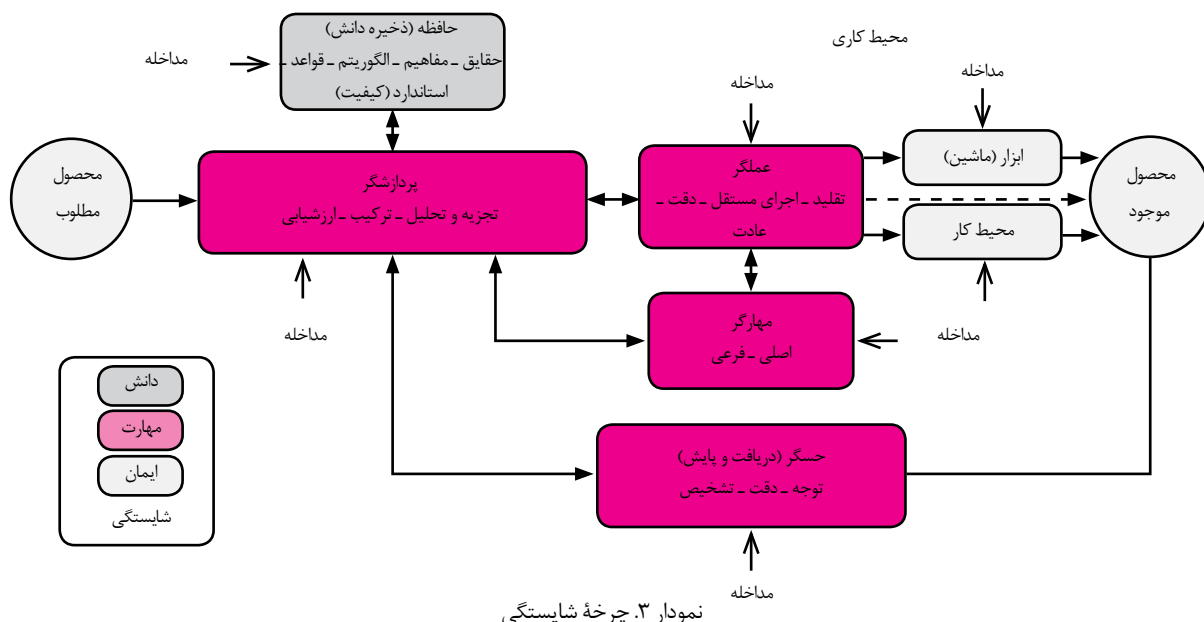 حافظه (ذخیره دانش)
حقایق ـ مفاهیم ـ الگوریتم ـ قواعد ـ
استاندارد (کیفیت)
مداخله
محیط کاری
مداخله
مداخله
محصول
مطلوب
پردازشگر
تجزیه و تحلیل ـ ترکیب ـ ارزشیابی
عملگر
تقلید ـ اجرای مستقل ـ دقت ـ
عادت
ابزار (ماشین)
محیط کار
محصول
موجود
مداخله
مهارگر
اصلی ـ فرعی
مداخله
دانش
مهارت
ایمان
شایستگی
حسگر (دریافت و پایش)
توجه ـ دقت ـ تشخیص
مداخله
نمودار ۳. چرخهٔ شایستگی